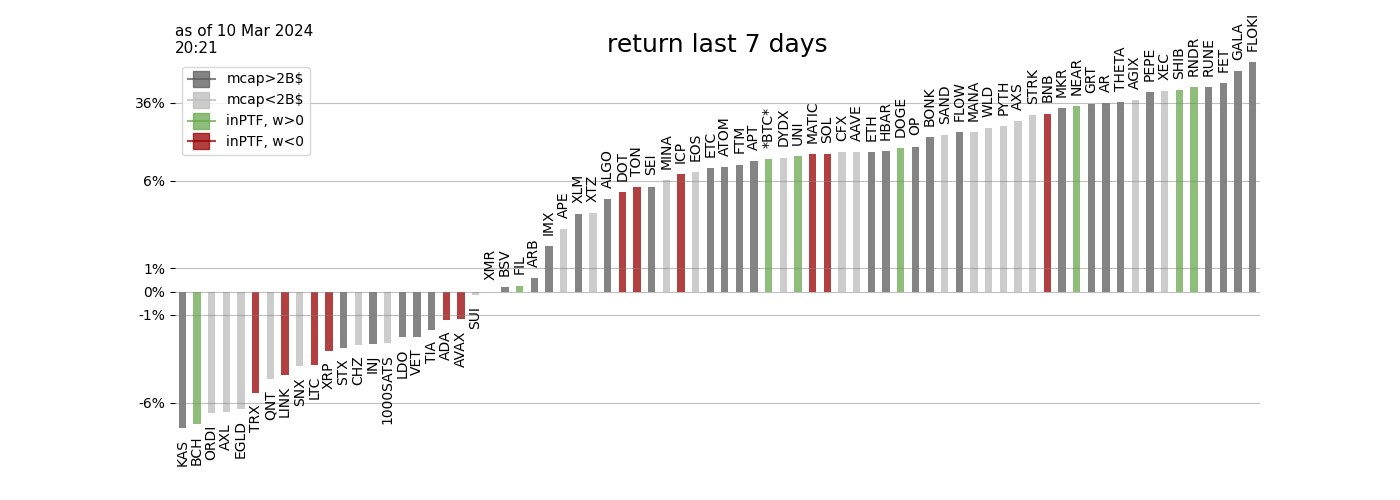 as of 10 Mar 2024
20:21
return last 7 days
mcap>2B$
mcap<2B$
inPTF, w>0
inPTF, w<0
36%
6%
1%
0%
-1%
-6%
KAS
BCH
ORDI
AXL
EGLD
TRX
QNT
LINK
SNX
LTC
XRP
STX
CHZ
INJ
1000SATS
LDO
VET
TIA
ADA
AVAX
SUI
XMR
BSV
FIL
ARB
IMX
APE
XLM
XTZ
ALGO
DOT
TON
SEI
MINA
ICP
EOS
ETC
ATOM
FTM
APT
*BTC*
DYDX
UNI
MATIC
SOL
CFX
AAVE
ETH
HBAR
DOGE
OP
BONK
SAND
FLOW
MANA
WLD
PYTH
AXS
STRK
BNB
MKR
NEAR
GRT
AR
THETA
AGIX
PEPE
XEC
SHIB
RNDR
RUNE
FET
GALA
FLOKI